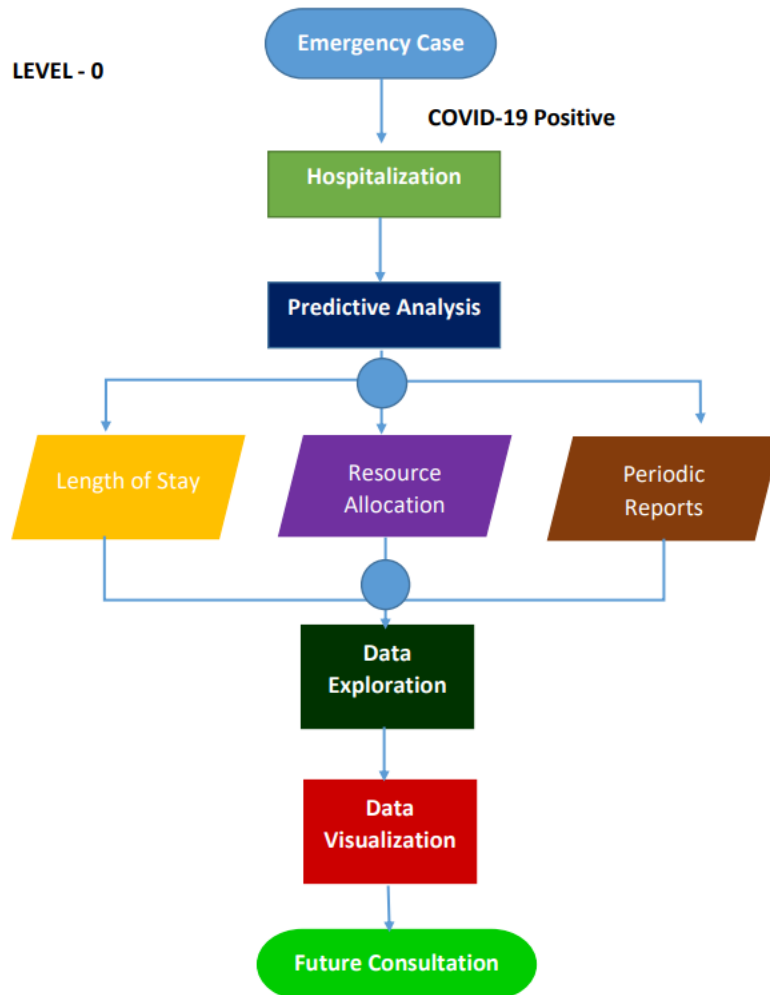 Emergency Case
LEVEL - 0
COVID-19 Positive
Hospitalization
Predictive Analysis
Length of Stay
Resource
Allocation
Periodic
Reports
Data
Exploration
Data
Visualization
Future Consultation